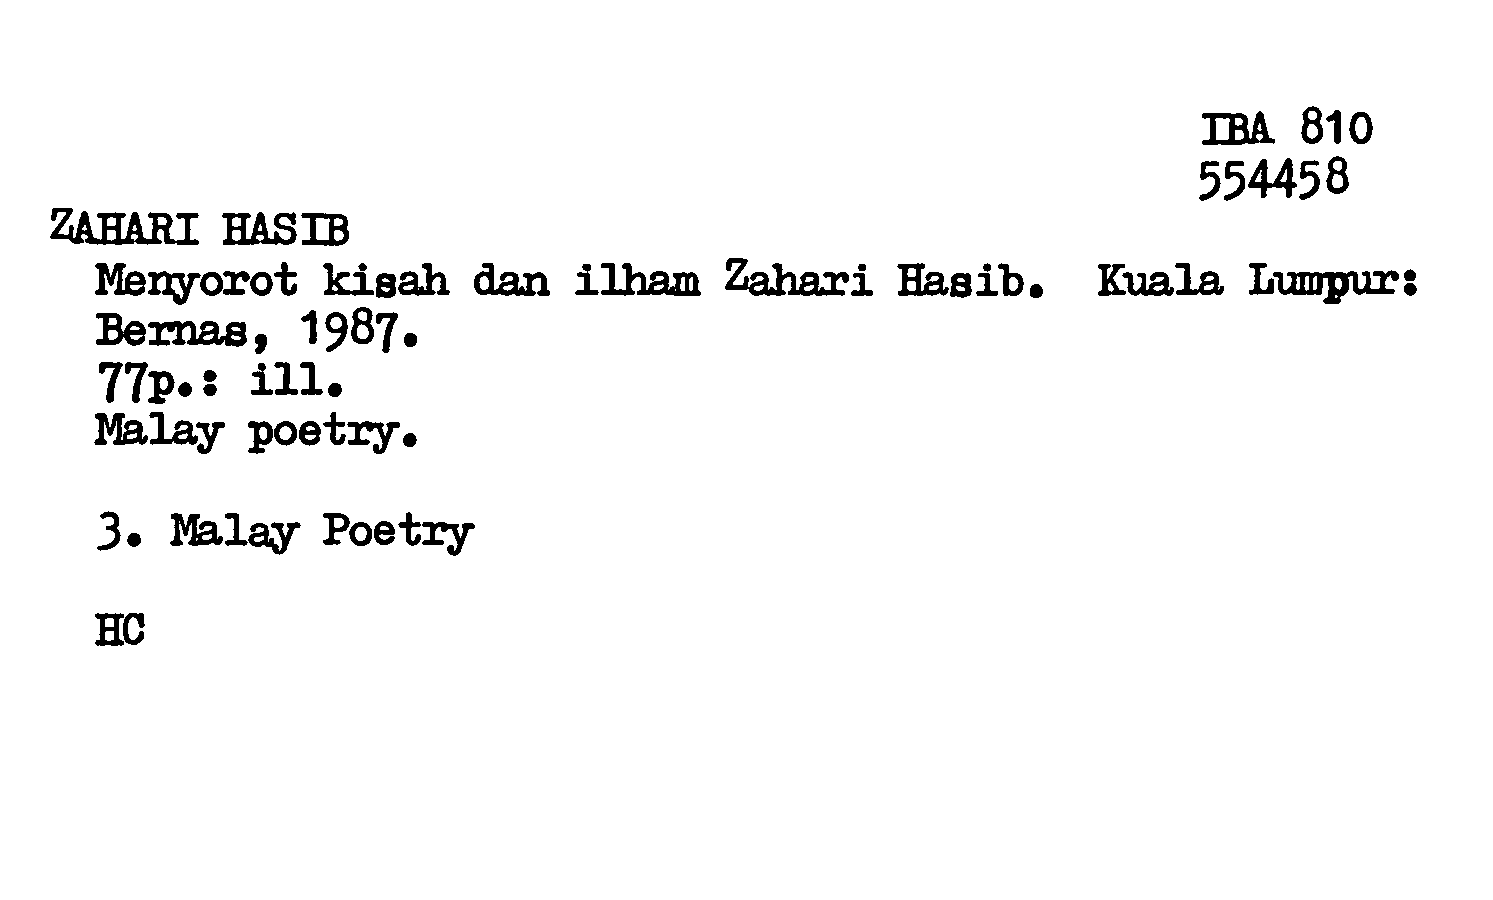 IBA 810
554458
ZAHARI HASIB
Menyorot kisah dan ilham Zahari Hasib. Kuala Lumpur:
Bernas, 1987.
77p.: ill.
Malay poetry.
3. Malay Poetry
HC